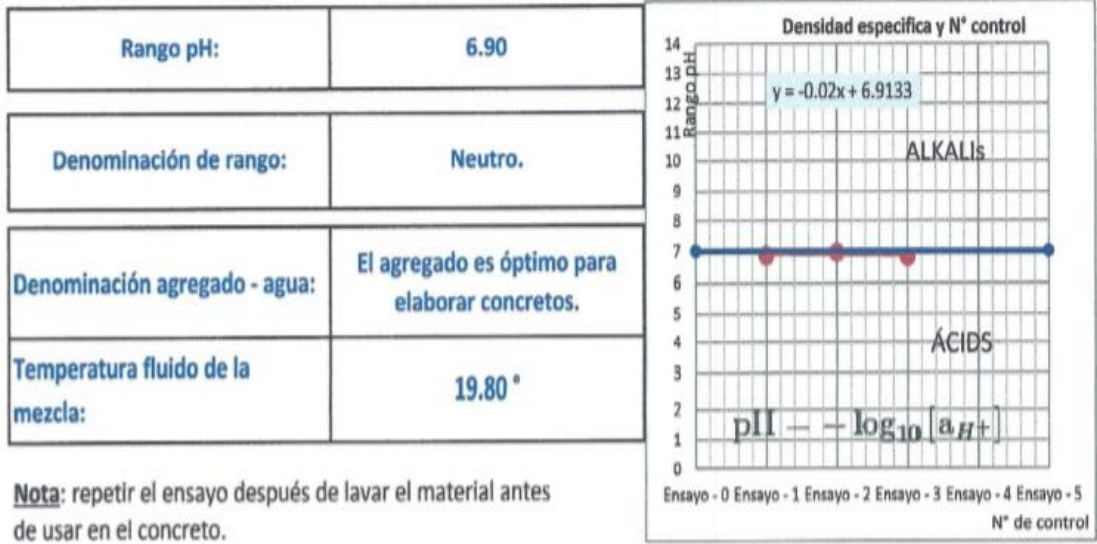 Rango pH:
6.90
Denominación de rango:
Neutro.
Denominación agregado - agua:
El agregado es óptimo para
elaborar concretos.
Temperatura fluido de la
mezcla:
19.80 °
Nota: repetir el ensayo después de lavar el material antes
de usar en el concreto.
Densidad especifica y N° control
14
13
12
11
10
9
8
7
6
5
4
3
2
1
0
Rango pH
y = -0.02x + 6.9133
ALKALIs
ÁCIDS
pH = - log₁₀ [a_H+]
Ensayo - 0 Ensayo - 1 Ensayo - 2 Ensayo - 3 Ensayo - 4 Ensayo - 5
N° de control